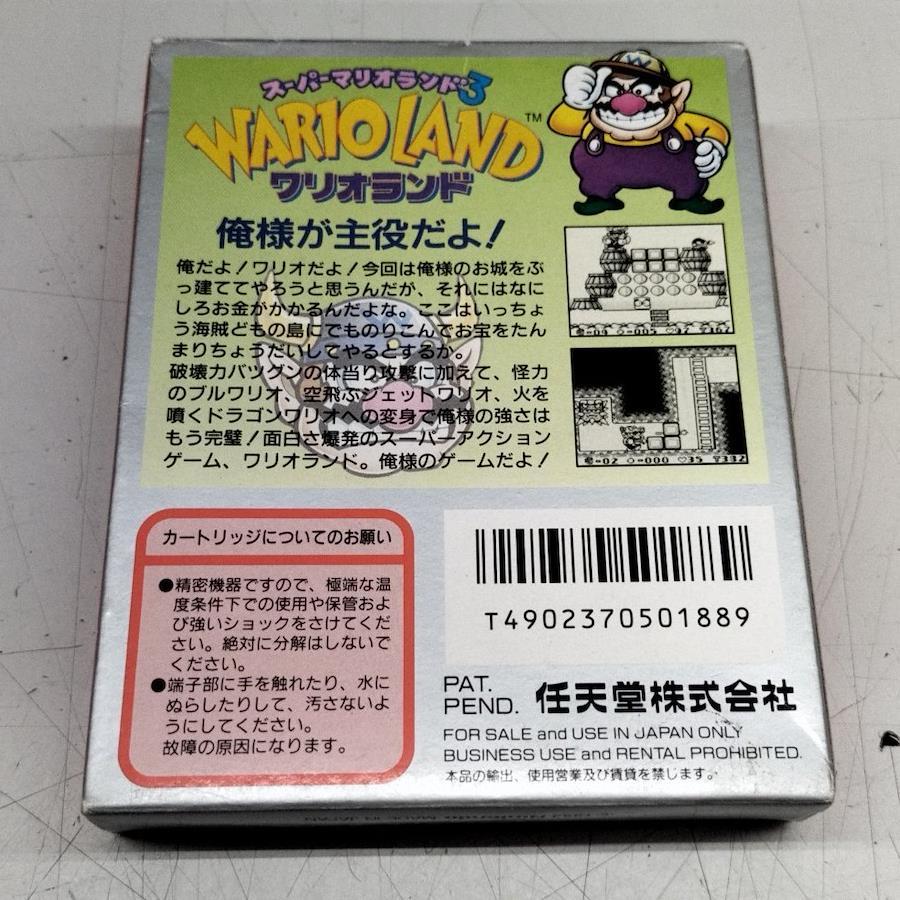 スーパーマリオランド3
WARIO LAND™
ワリオランド
俺様が主役だよ!
俺だよ!ワリオだよ!今回は俺様のお城をぶ
っ建ててやろうと思うんだが、それにはなに
しろお金がかかるんだよな。ここはいっちょ
う海賊どもの島にでものりこんでお宝をたん
まりちょうだいしてやるとするか。
破壊力バツグンの体当り攻撃に加えて、怪力
のブルワリオ、空飛ぶジェットワリオ、火を
噴くドラゴンワリオへの変身で俺様の強さは
もう完璧!面白さ爆発のスーパーアクション
ゲーム、ワリオランド。俺様のゲームだよ!
02 000 ♡35 332
カートリッジについてのお願い
●精密機器ですので、極端な温
度条件下での使用や保管およ
び強いショックをさけてくだ
さい。絶対に分解はしないで
ください。
●端子部に手を触れたり、水に
ぬらしたりして、汚さないよ
うにしてください。
故障の原因になります。
T4902370501889
PAT.
PEND. 任天堂株式会社
FOR SALE and USE IN JAPAN ONLY
BUSINESS USE and RENTAL PROHIBITED.
本品の輸出、使用営業及び賃貸を禁じます。
MADE IN JAPAN